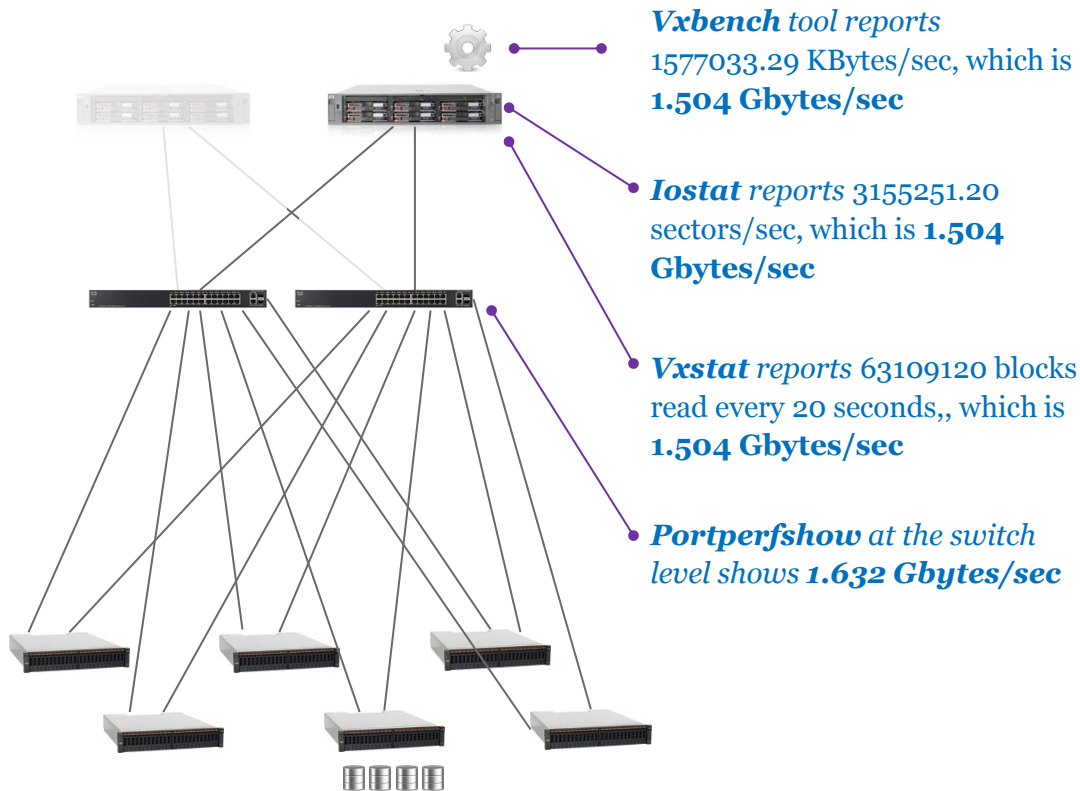 Vxbench tool reports
1577033.29 KBytes/sec, which is
1.504 Gbytes/sec
Iostat reports 3155251.20
sectors/sec, which is 1.504
Gbytes/sec
Vxstat reports 63109120 blocks
read every 20 seconds,, which is
1.504 Gbytes/sec
Portperfshow at the switch
level shows 1.632 Gbytes/sec